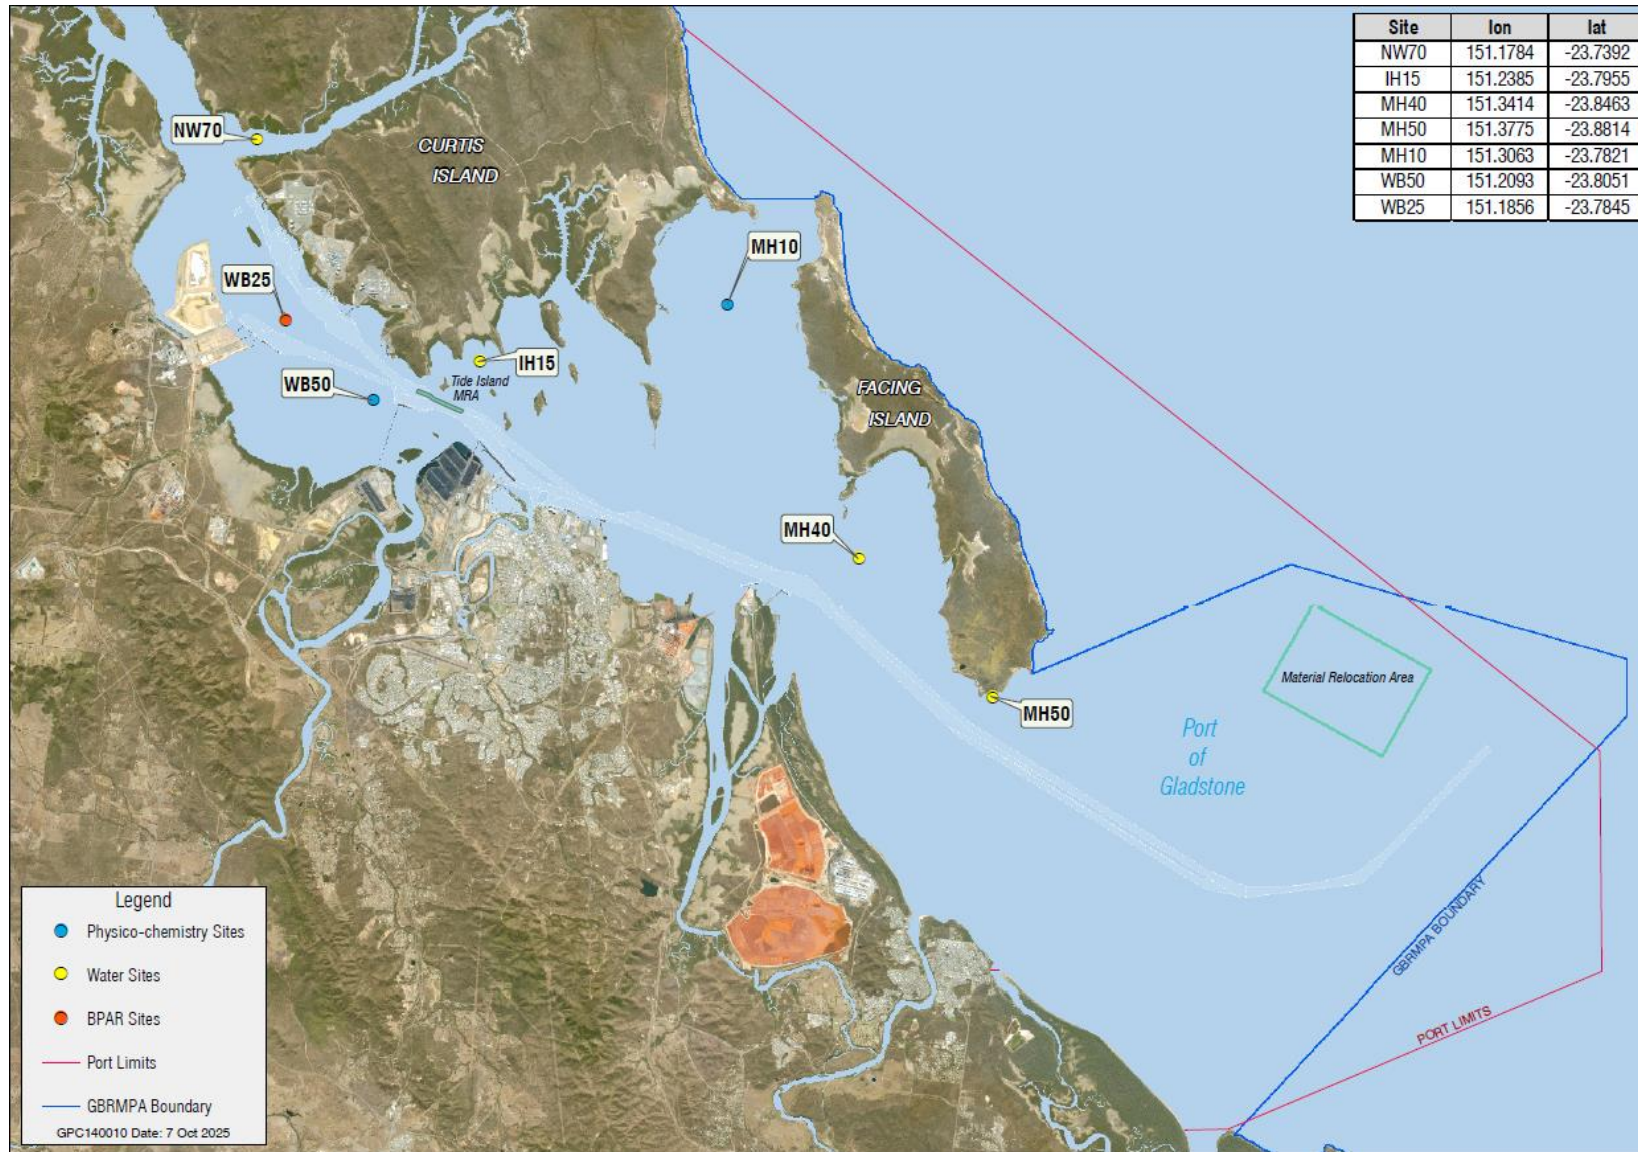 Site lon lat
NW70 151.1784 -23.7392
IH15 151.2385 -23.7955
MH40 151.3414 -23.8463
MH50 151.3775 -23.8814
MH10 151.3063 -23.7821
WB50 151.2093 -23.8051
WB25 151.1856 -23.7845
NW70
CURTIS
ISLAND
MH10
WB25
IH15
Tide Island
MRA
WB50
FACING
ISLAND
MH40
Material Relocation Area
MH50
Port
of
Gladstone
GBRMPA BOUNDARY
PORT LIMITS
Legend
Physico-chemistry Sites
Water Sites
BPAR Sites
Port Limits
GBRMPA Boundary
GPC140010 Date: 7 Oct 2025